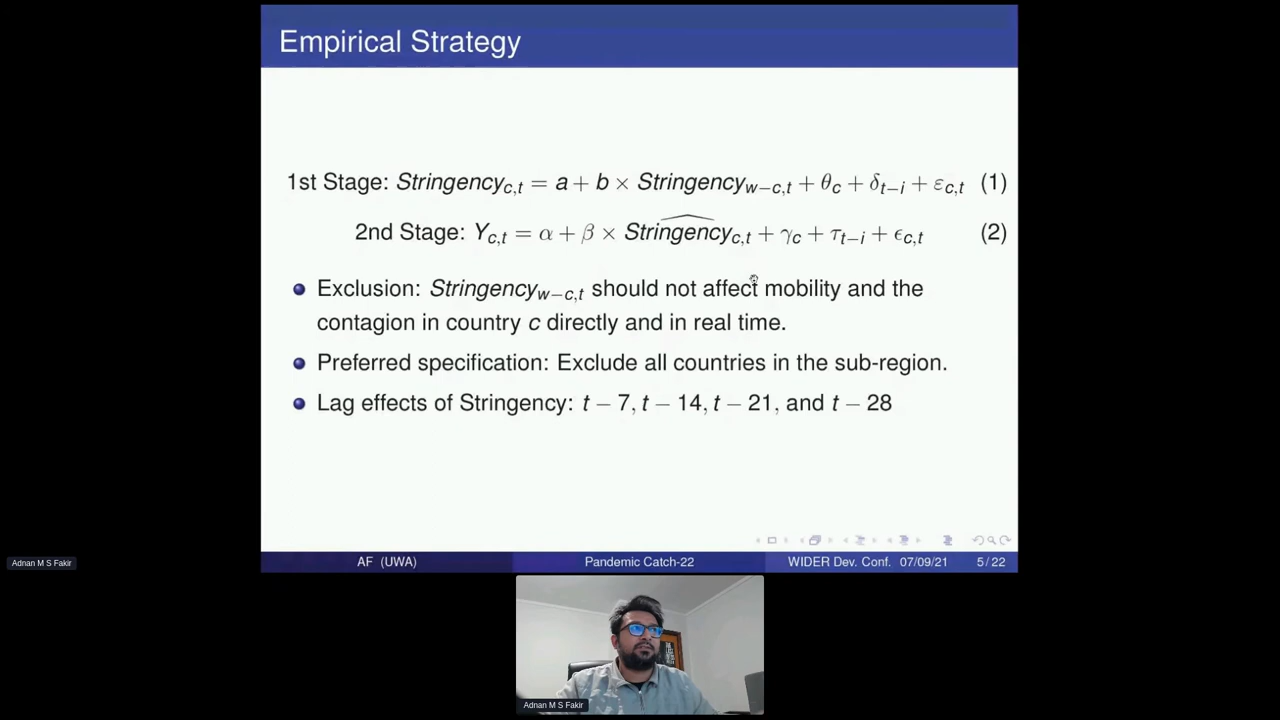 Empirical Strategy
1st Stage: Stringency_{c,t} = a + b × Stringency_{w−c,t} + θ_c + δ_{t−i} + ε_{c,t} (1)
2nd Stage: Y_{c,t} = α + β × \widehat{Stringency}_{c,t} + γ_c + τ_{t−i} + ϵ_{c,t} (2)
Exclusion: Stringency_{w−c,t} should not affect mobility and the
contagion in country c directly and in real time.
Preferred specification: Exclude all countries in the sub-region.
Lag effects of Stringency: t − 7, t − 14, t − 21, and t − 28
AF (UWA) Pandemic Catch-22 WIDER Dev. Conf. 07/09/21 5 / 22
Adnan M S Fakir
Adnan M S Fakir